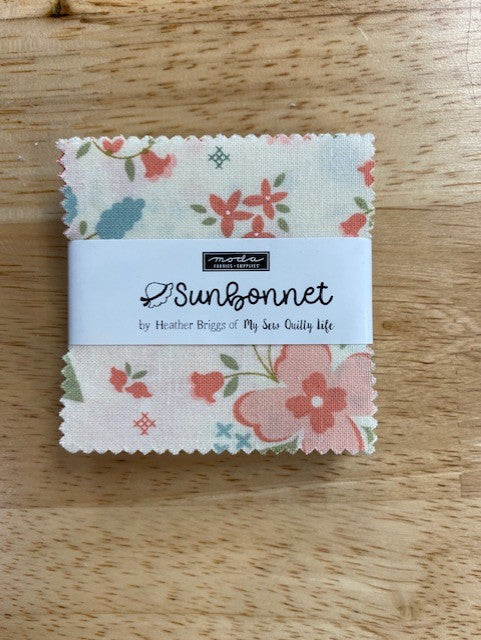 moda
FABRICS + SUPPLIES
Sunbonnet
by Heather Briggs of My Sew Quilty Life